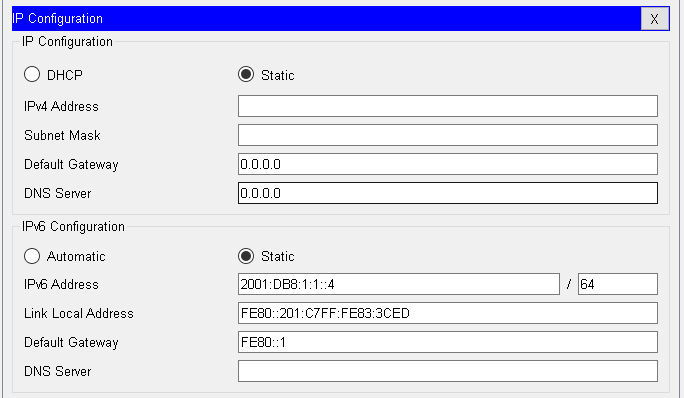 IP Configuration X
IP Configuration
DHCP Static
IPv4 Address
Subnet Mask
Default Gateway 0.0.0.0
DNS Server 0.0.0.0
IPv6 Configuration
Automatic Static
IPv6 Address 2001:DB8:1:1::4 / 64
Link Local Address FE80::201:C7FF:FE83:3CED
Default Gateway FE80::1
DNS Server